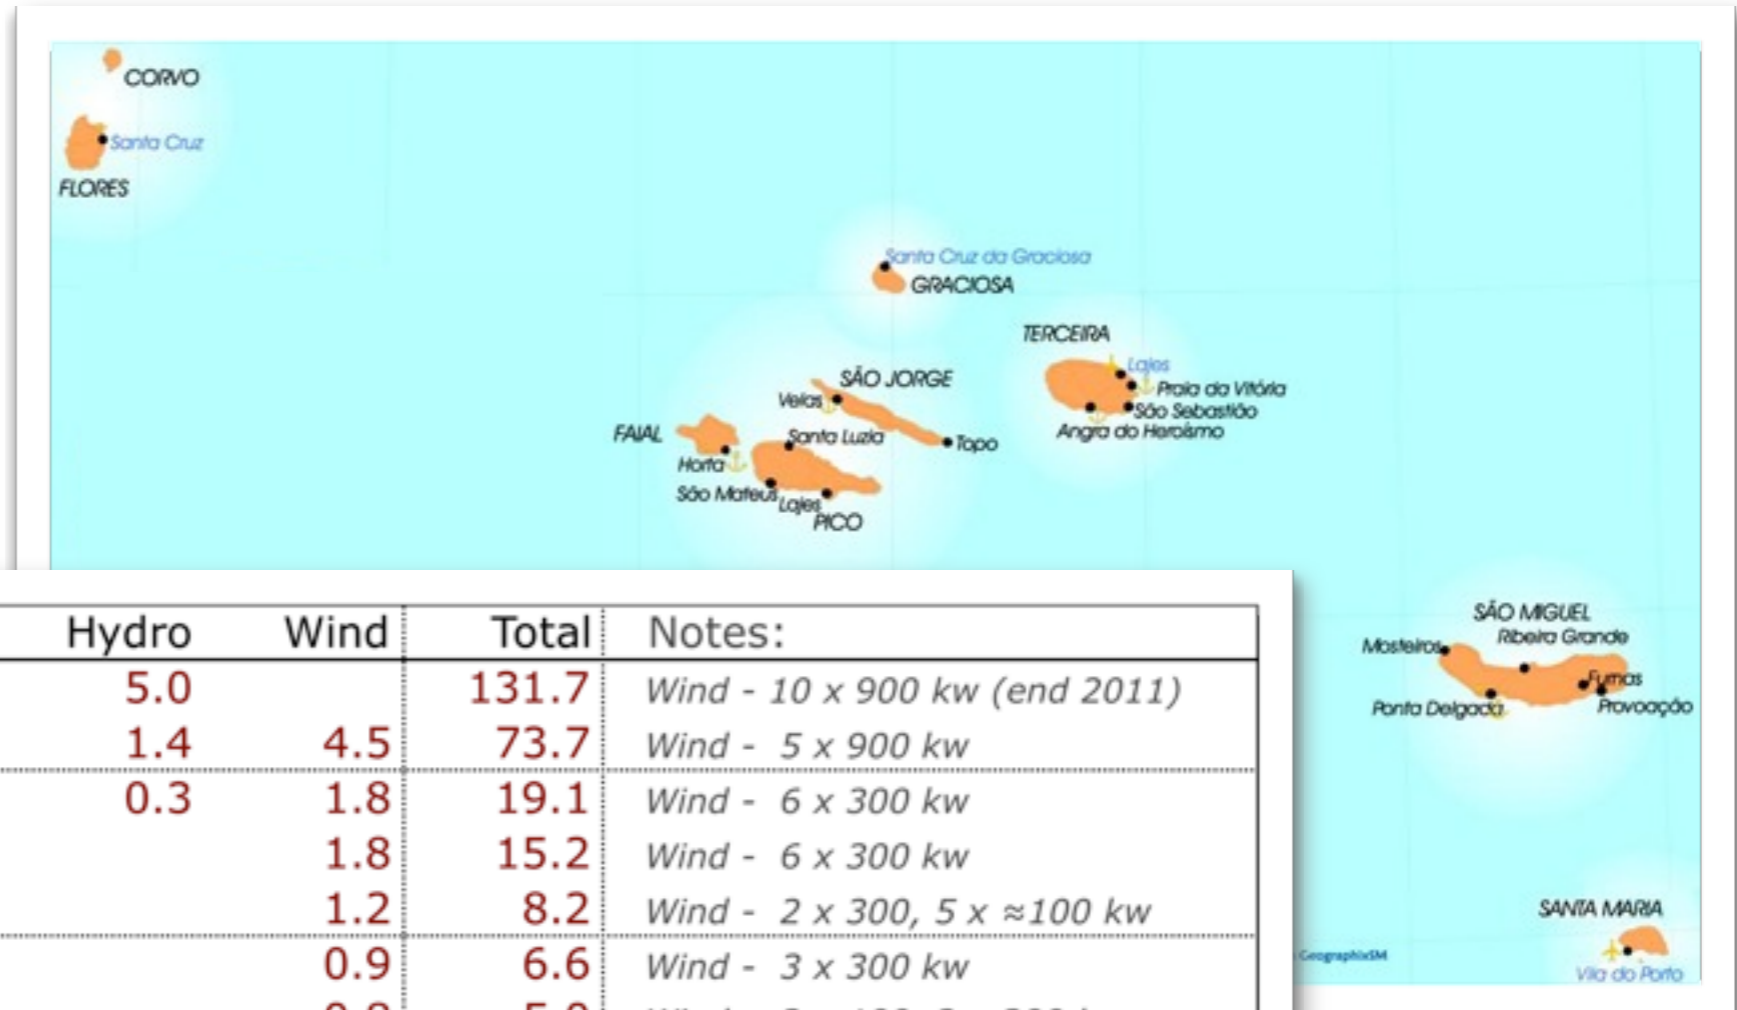 CORVO
Santa Cruz
FLORES
Santa Cruz da Graciosa
GRACIOSA
TERCEIRA
Lajes
Praia da Vitória
São Sebastião
Angra do Heroísmo
SÃO JORGE
Velas
Topo
FAIAL
Horta
Santa Luzia
São Mateus
Lajes
PICO
SÃO MIGUEL
Ribeira Grande
Mosteiros
Furnas
Ponta Delgada
Provoação
SANTA MARIA
Vila do Porto
GeographixSM
Hydro Wind Total Notes:
5.0 131.7 Wind - 10 x 900 kw (end 2011)
1.4 4.5 73.7 Wind - 5 x 900 kw
0.3 1.8 19.1 Wind - 6 x 300 kw
1.8 15.2 Wind - 6 x 300 kw
1.2 8.2 Wind - 2 x 300, 5 x ≈100 kw
0.9 6.6 Wind - 3 x 300 kw